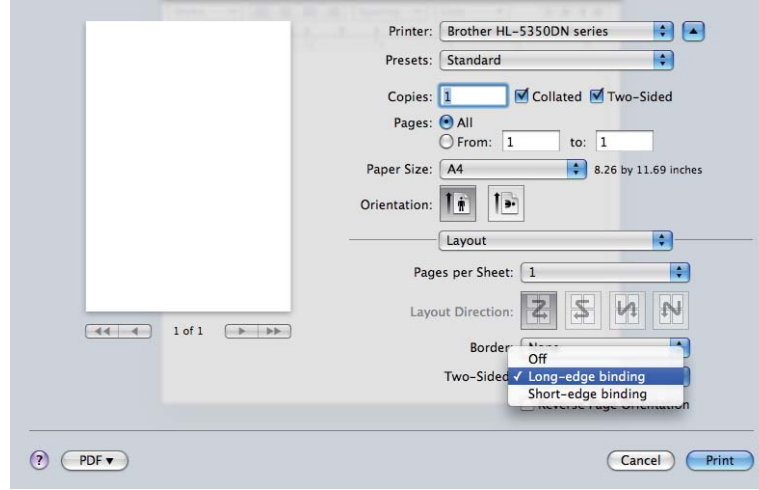 Printer: Brother HL-5350DN series
Presets: Standard
Copies: 1 Collated Two-Sided
Pages: All
From: 1 to: 1
Paper Size: A4 8.26 by 11.69 inches
Orientation:
Layout
Pages per Sheet: 1
Layout Direction:
1 of 1
Border: None
Off
Two-Sided ✓ Long-edge binding
Short-edge binding
Reverse Page Orientation
? PDF ▾ Cancel Print